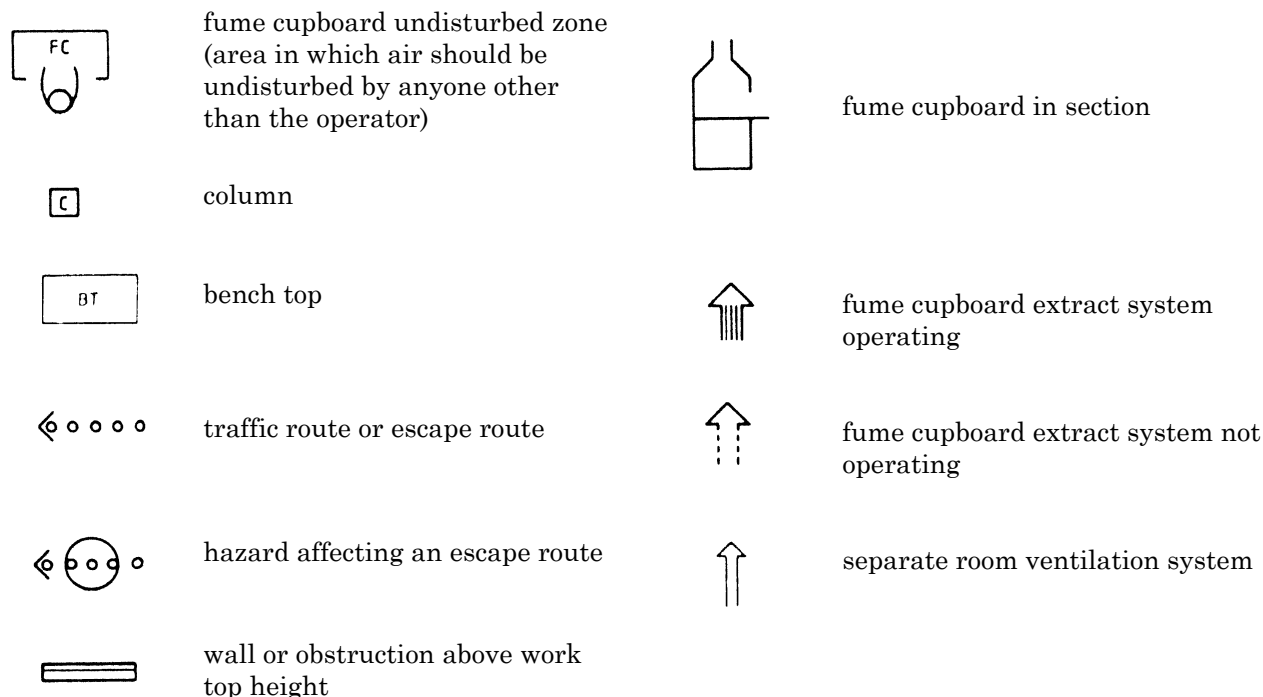 FC
fume cupboard undisturbed zone
(area in which air should be
undisturbed by anyone other
than the operator)
C
column
BT
bench top
traffic route or escape route
hazard affecting an escape route
wall or obstruction above work
top height
fume cupboard in section
fume cupboard extract system
operating
fume cupboard extract system not
operating
separate room ventilation system